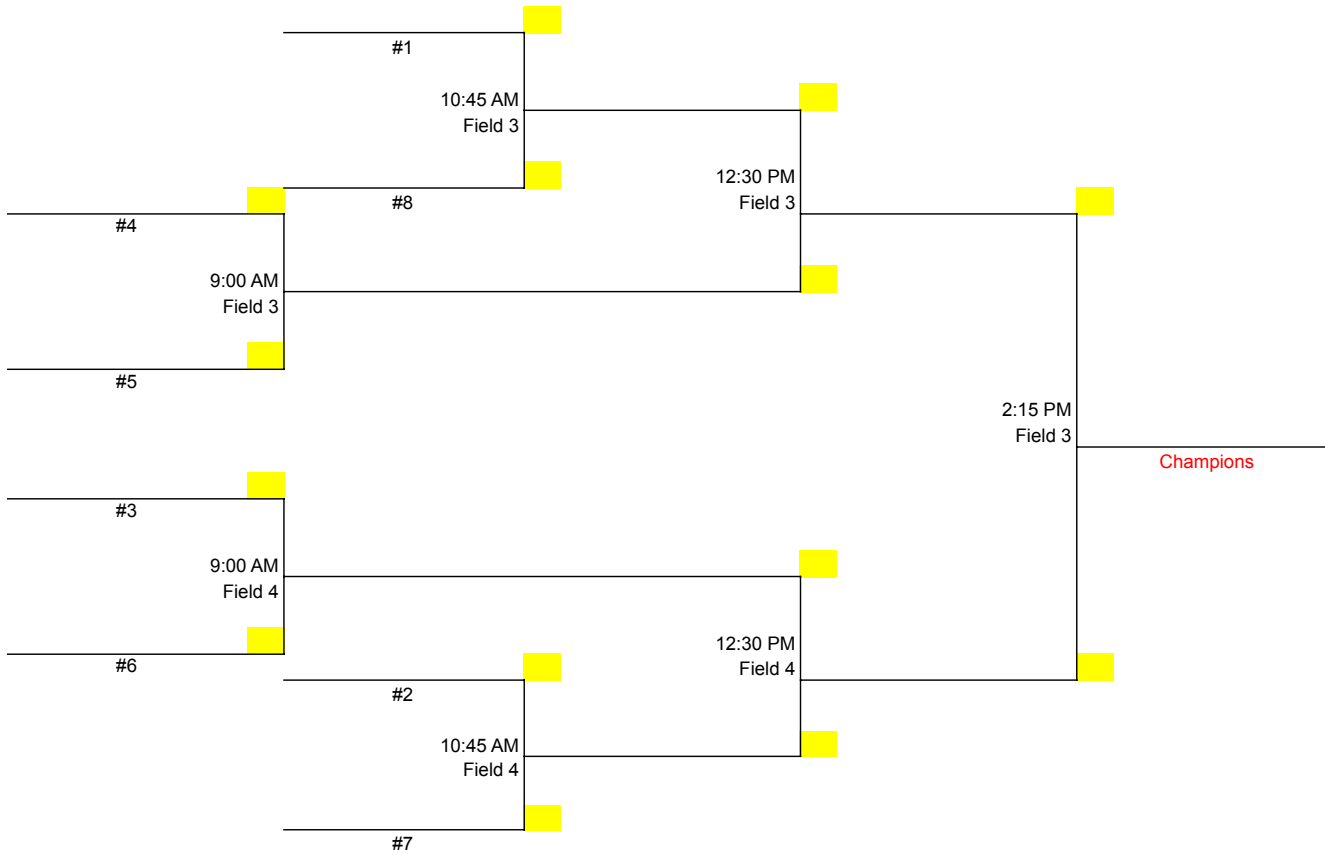 #1
10:45 AM
Field 3
#8
12:30 PM
Field 3
#4
9:00 AM
Field 3
#5
2:15 PM
Field 3
Champions
#3
9:00 AM
Field 4
#6
12:30 PM
Field 4
#2
10:45 AM
Field 4
#7